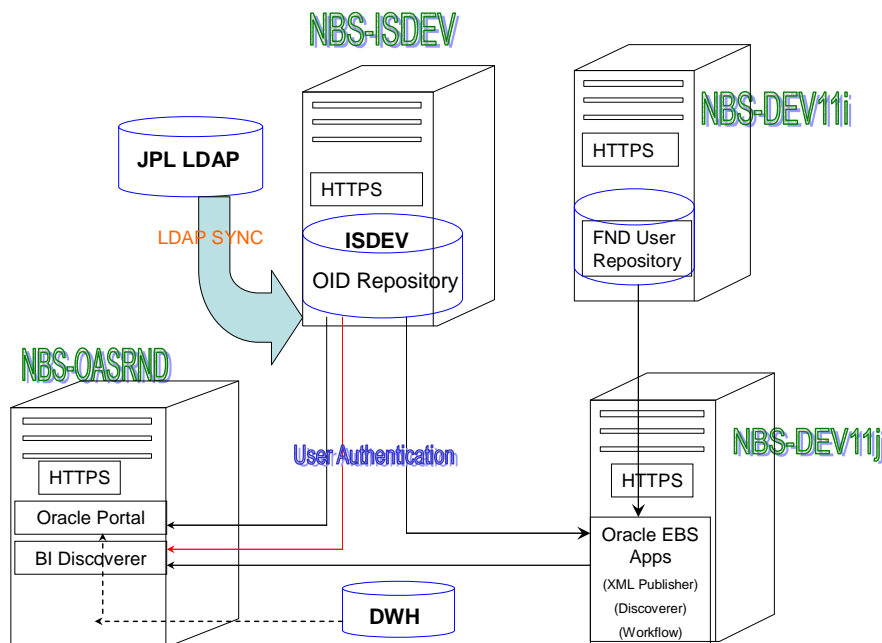 NBS-ISDEV
NBS-DEV11i
HTTPS
JPL LDAP
HTTPS
LDAP SYNC
ISDEV
OID Repository
FND User
Repository
NBS-OASRND
NBS-DEV11j
User Authentication
HTTPS
HTTPS
Oracle Portal
BI Discoverer
Oracle EBS
Apps
(XML Publisher)
(Discoverer)
(Workflow)
DWH